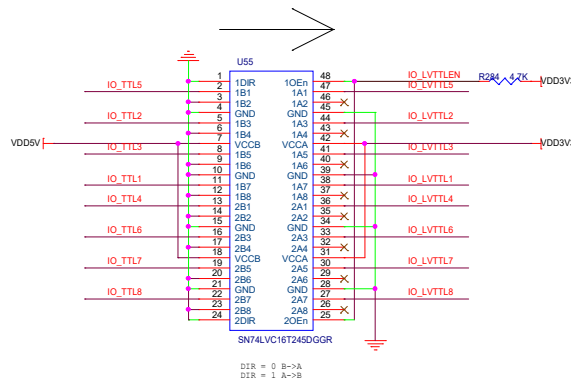 U55
1 1DIR 1OEn 48 IO_LVTTLEN R284 4.7K VDD3V
IO_TTL5 2 1B1 1A1 47 IO_LVTTL5
3 1B2 1A2 46
4 GND GND 45
IO_TTL2 5 1B3 1A3 44 IO_LVTTL2
6 1B4 1A4 43
VDD5V 7 VCCB VCCA 42 VDD3V
IO_TTL3 8 1B5 1A5 41 IO_LVTTL3
9 1B6 1A6 40
10 GND GND 39
IO_TTL1 11 1B7 1A7 38 IO_LVTTL1
12 1B8 1A8 37
IO_TTL4 13 2B1 2A1 36 IO_LVTTL4
14 2B2 2A2 35
15 GND GND 34
IO_TTL6 16 2B3 2A3 33 IO_LVTTL6
17 2B4 2A4 32
18 VCCB VCCA 31
IO_TTL7 19 2B5 2A5 30 IO_LVTTL7
20 2B6 2A6 29
21 GND GND 28
IO_TTL8 22 2B7 2A7 27 IO_LVTTL8
23 2B8 2A8 26
24 2DIR 2OEn 25
SN74LVC16T245DGGR
DIR = 0 B->A
DIR = 1 A->B